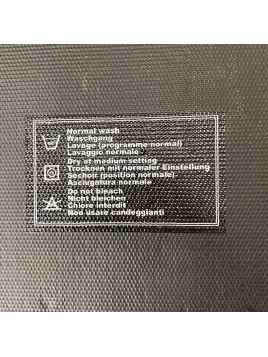 Normal wash
Waschgang
Lavage (programme normal)
Lavaggio normale
Dry at medium setting
Trocknen mit normaler Einstellung
Sechoir (position normale)
Asciugatura normale
Do not bleach
Nicht bleichen
Chlore interdit
Non usare candeggianti